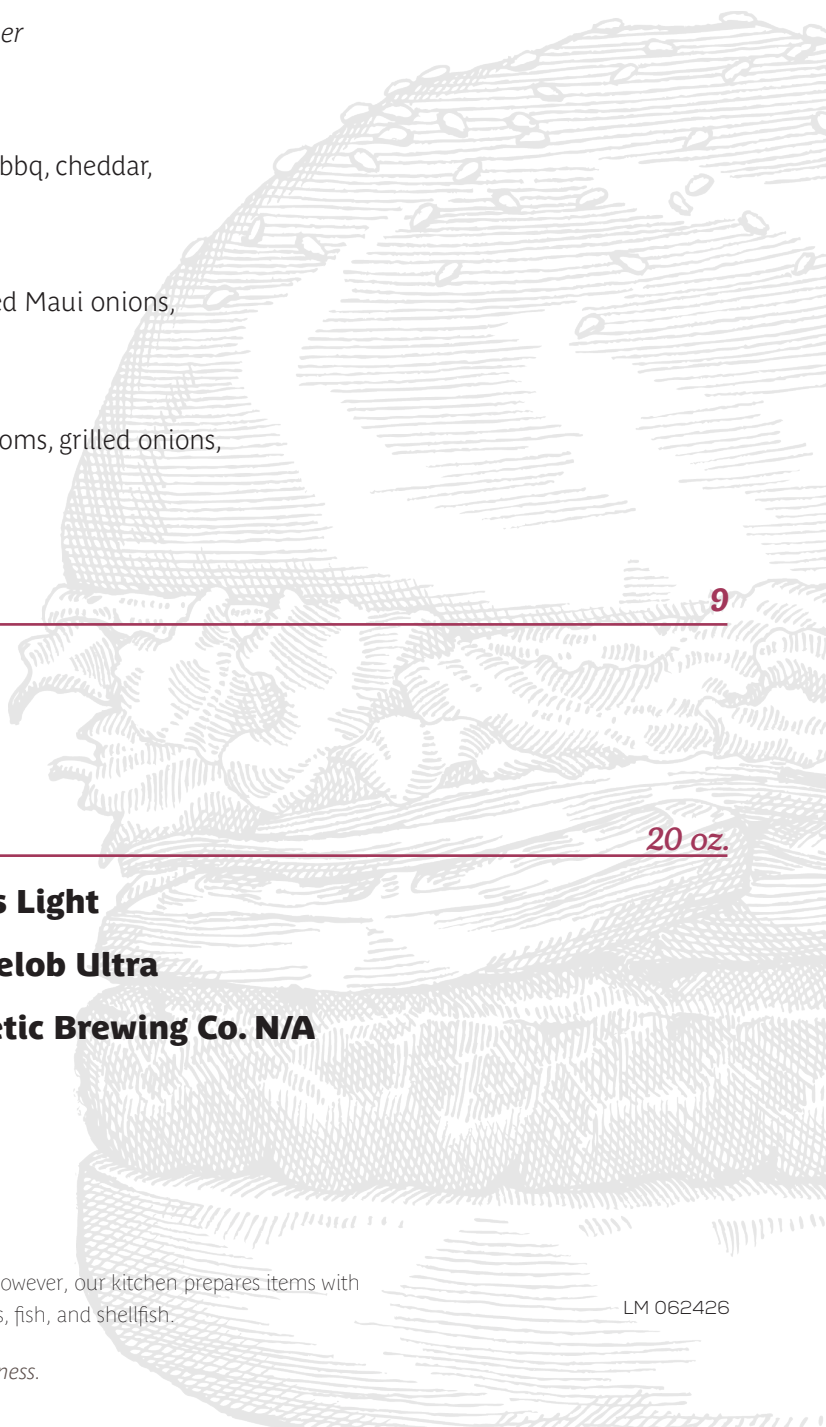 er
bbq, cheddar,
ed Maui onions,
ooms, grilled onions,
9
20 oz.
s Light
elob Ultra
etic Brewing Co. N/A
owever, our kitchen prepares items with
s, fish, and shellfish.
LM 062426
ness.